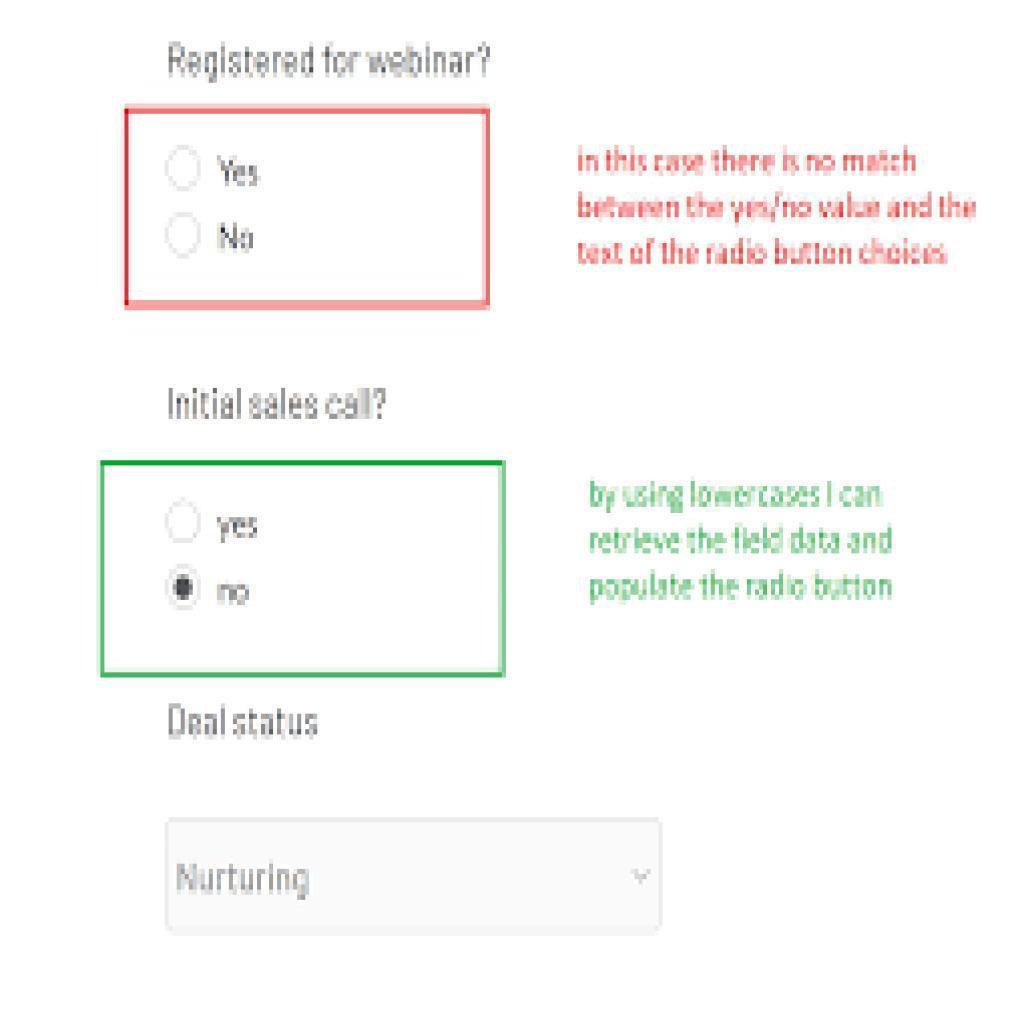 Registered for webinar?
Yes
No
in this case there is no match
between the yes/no value and the
text of the radio button choices
Initial sales call?
yes
no
by using lowercases I can
retrieve the field data and
populate the radio button
Deal status
Nurturing